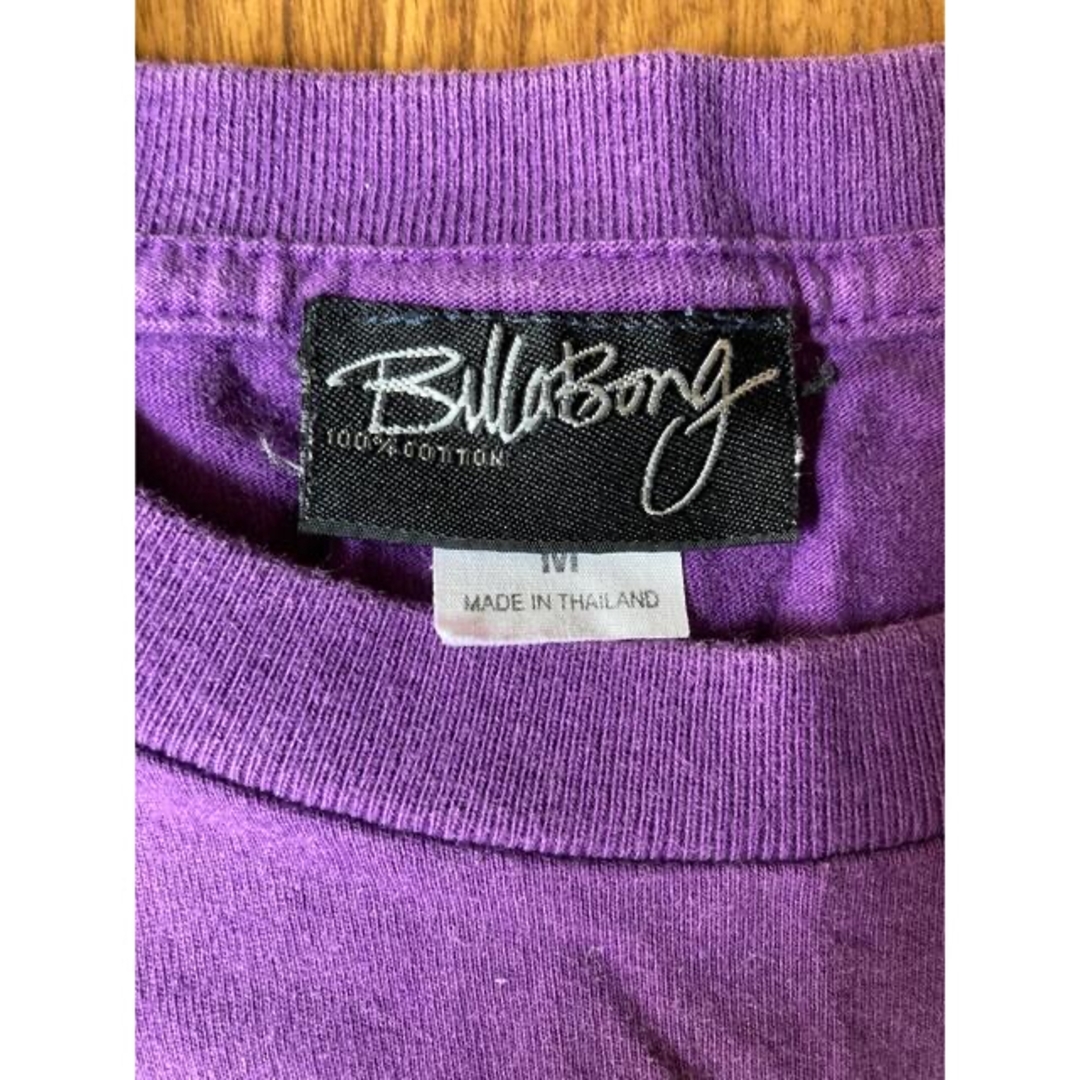 BillaBong
100% COTTON
M
MADE IN THAILAND